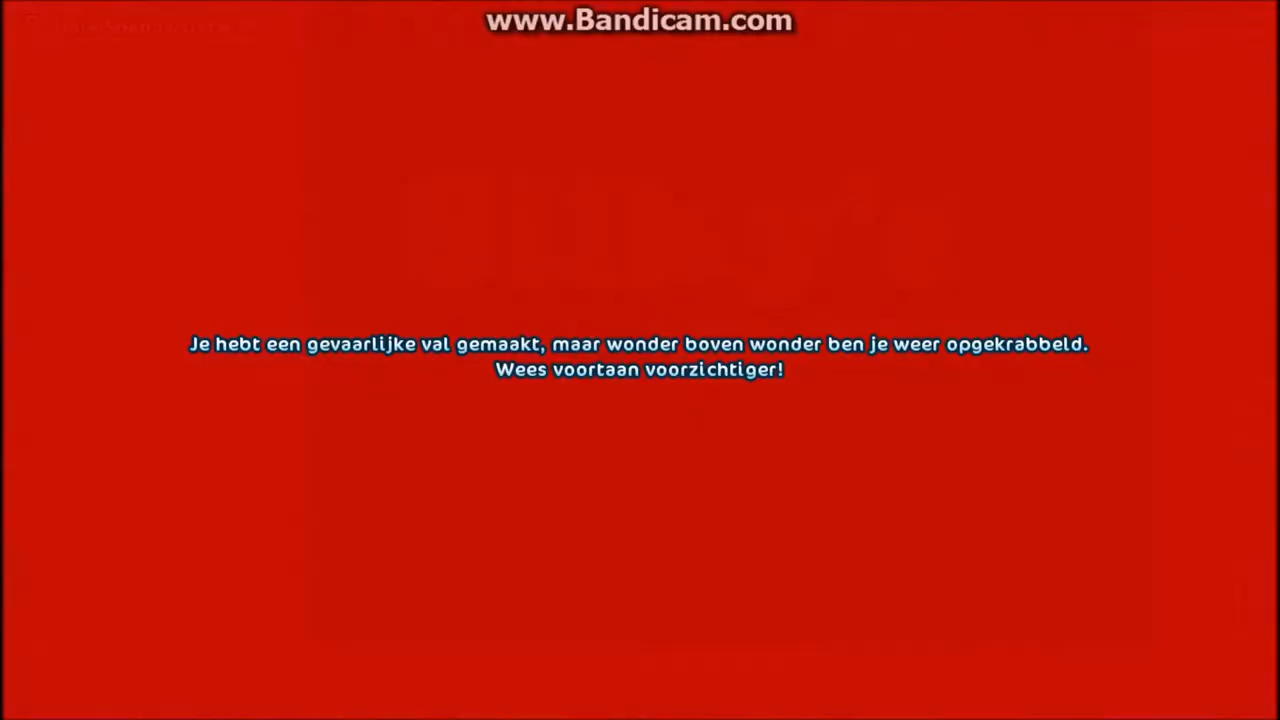 www.Bandicam.com
Je hebt een gevaarlijke val gemaakt, maar wonder boven wonder ben je weer opgekrabbeld.
Wees voortaan voorzichtiger!